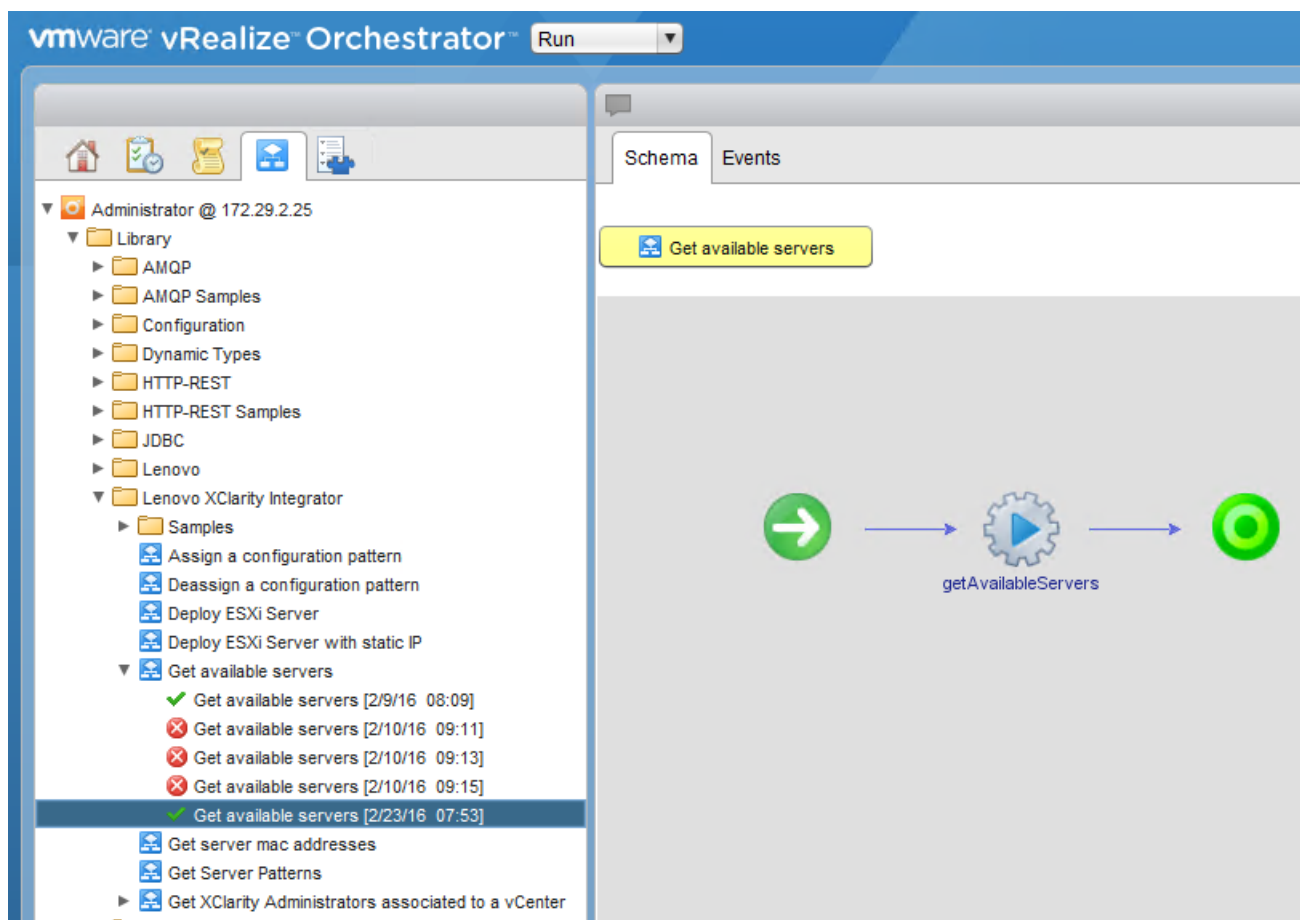 vmware® vRealize™ Orchestrator™ Run
Schema Events
Administrator @ 172.29.2.25
Library
AMQP
AMQP Samples
Configuration
Dynamic Types
HTTP-REST
HTTP-REST Samples
JDBC
Lenovo
Lenovo XClarity Integrator
Samples
Assign a configuration pattern
Deassign a configuration pattern
Deploy ESXi Server
Deploy ESXi Server with static IP
Get available servers
Get available servers [2/9/16 08:09]
Get available servers [2/10/16 09:11]
Get available servers [2/10/16 09:13]
Get available servers [2/10/16 09:15]
Get available servers [2/23/16 07:53]
Get server mac addresses
Get Server Patterns
Get XClarity Administrators associated to a vCenter
Get available servers
getAvailableServers